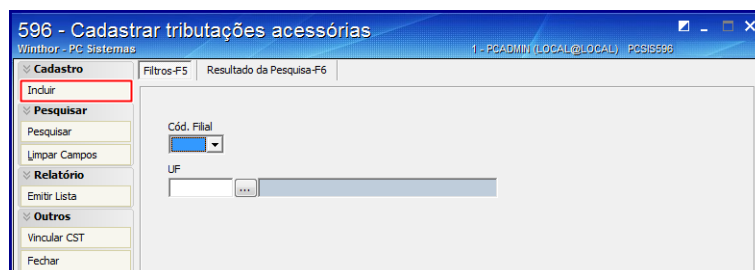 596 - Cadastrar tributações acessórias
Winthor - PC Sistemas
1 - PCADMIN (LOCAL@LOCAL) PCSIS596
Cadastro
Incluir
Pesquisar
Pesquisar
Limpar Campos
Relatório
Emitir Lista
Outros
Vincular CST
Fechar
Filtros-F5 Resultado da Pesquisa-F6
Cód. Filial
UF
...